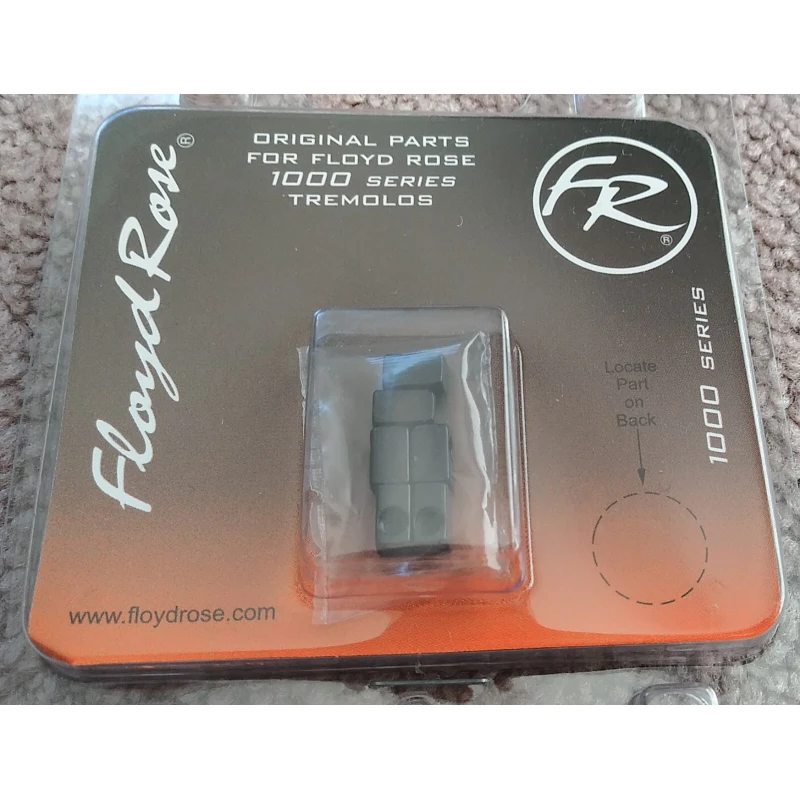 Floyd Rose®
ORIGINAL PARTS
FOR FLOYD ROSE
1000 SERIES
TREMOLOS
FR®
1000 SERIES
Locate
Part
on
Back
www.floydrose.com